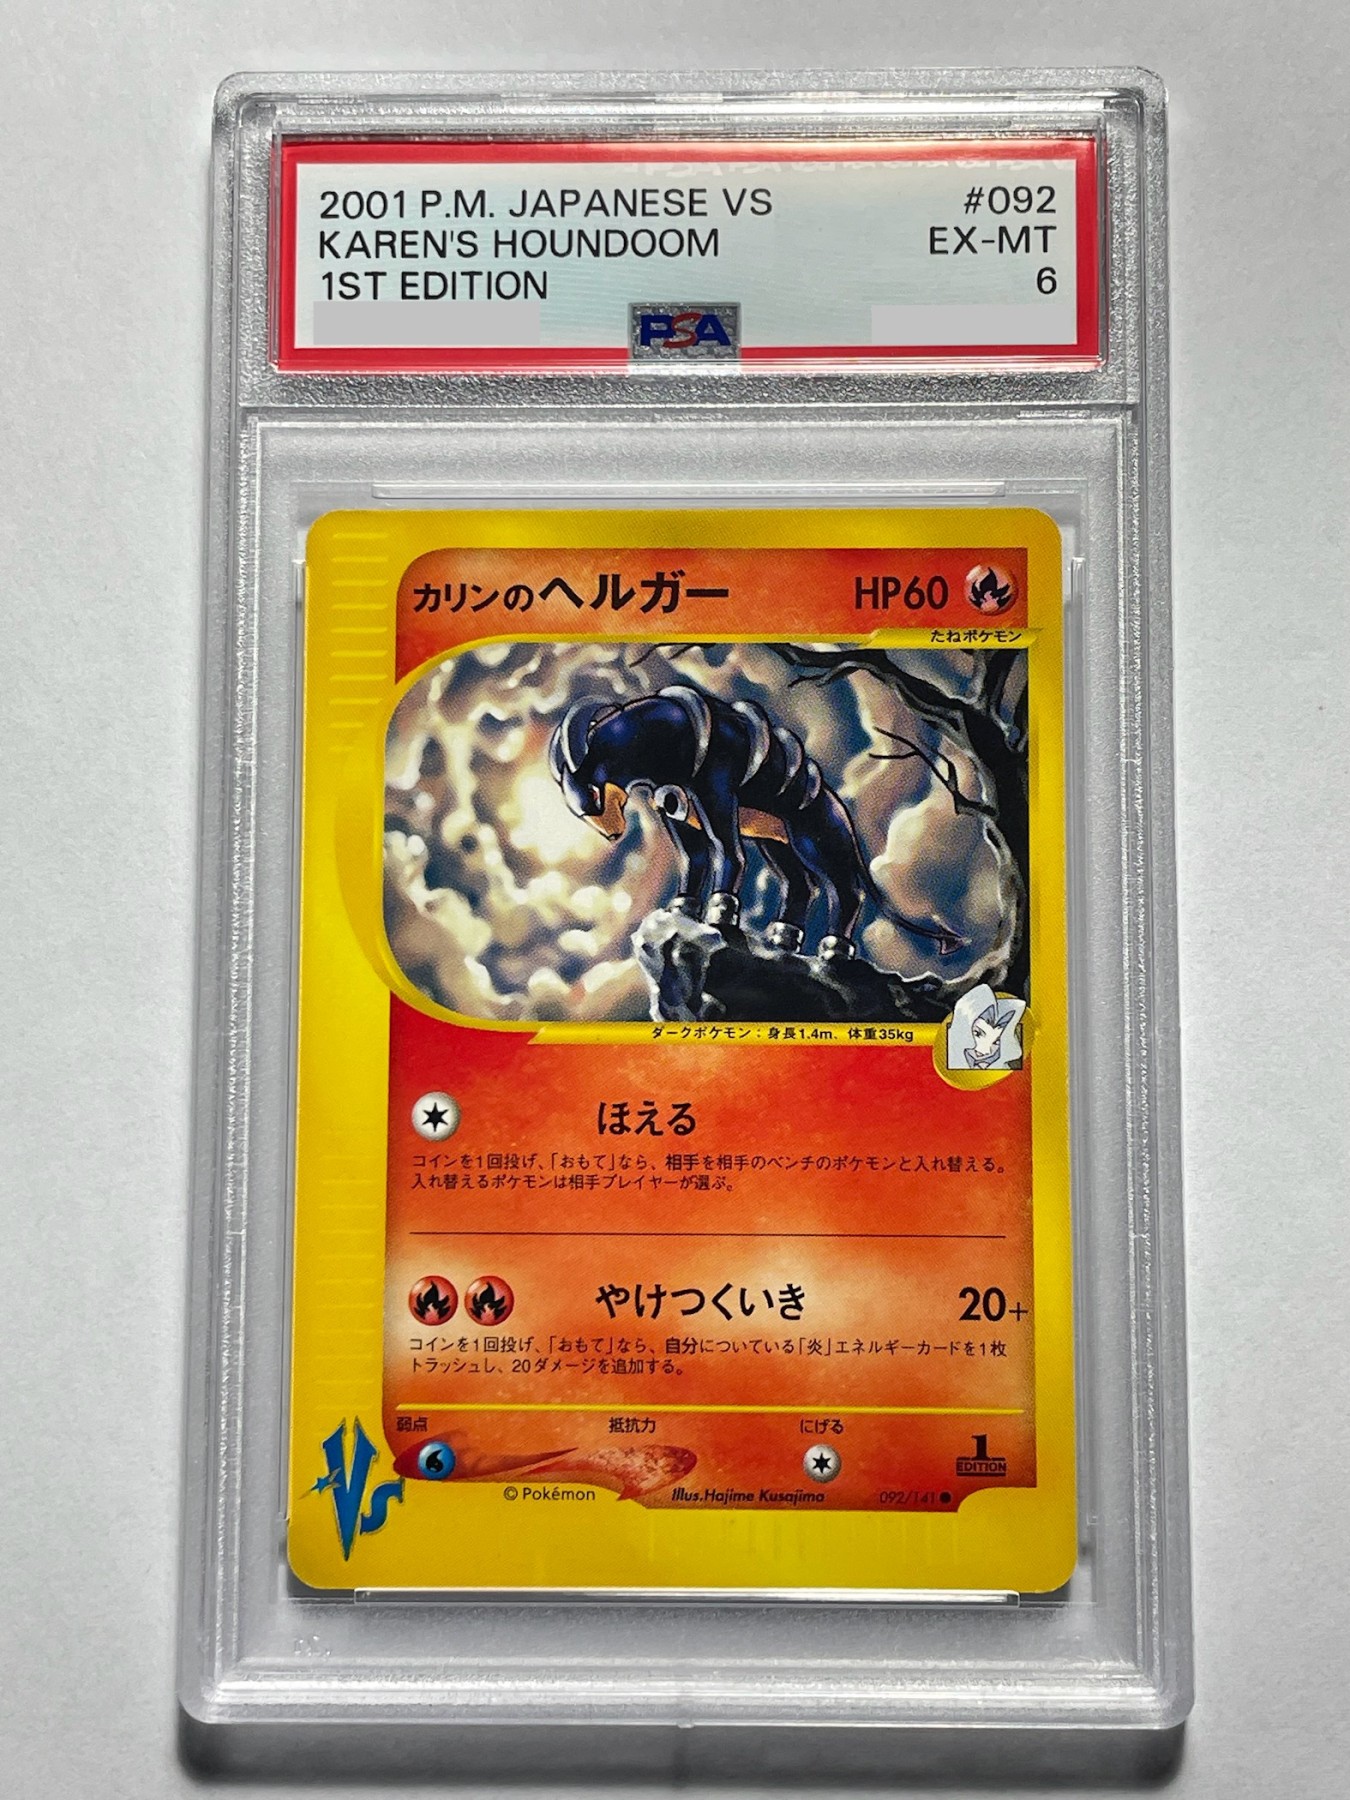 2001 P.M. JAPANESE VS #092
KAREN'S HOUNDOOM EX-MT
1ST EDITION 6
PSA
カリンのヘルガー HP60
たねポケモン
ダークポケモン：身長1.4m、体重35kg
ほえる
コインを1回投げ、「おもて」なら、相手を相手のベンチのポケモンと入れ替える。
入れ替えるポケモンは相手プレイヤーが選ぶ。
やけつくいき 20+
コインを1回投げ、「おもて」なら、自分についている「炎」エネルギーカードを1枚
トラッシュし、20ダメージを追加する。
弱点 抵抗力 にげる
1
EDITION
Vs
©Pokémon Illus.Hajime Kusajima 092/141